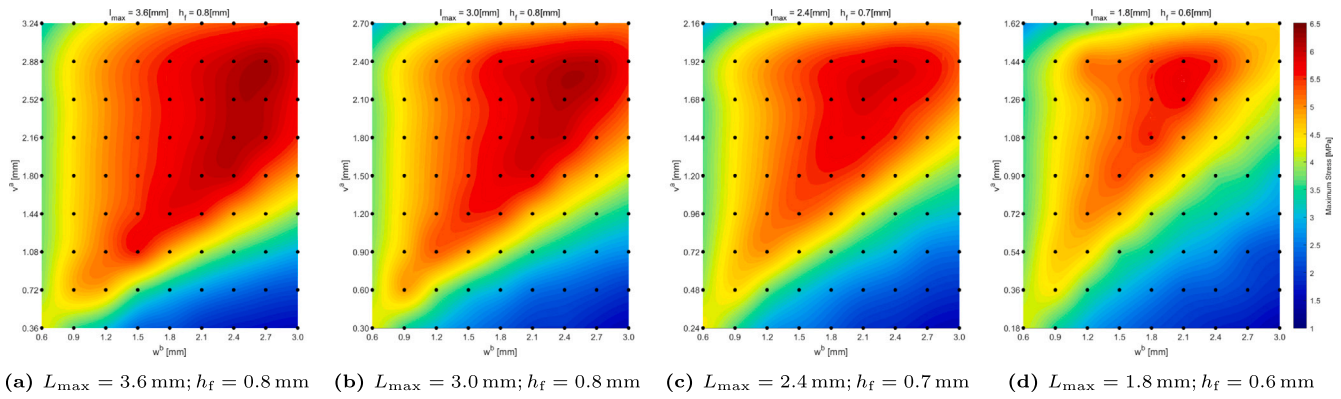 l_max = 3.6[mm] h_f = 0.8[mm]
3.24
2.88
2.52
2.16
1.80
1.44
1.08
0.72
0.36
v^a [mm]
0.6 0.9 1.2 1.5 1.8 2.1 2.4 2.7 3.0
w^b [mm]
(a) L_max = 3.6 mm; h_f = 0.8 mm
l_max = 3.0[mm] h_f = 0.8[mm]
2.70
2.40
2.10
1.80
1.50
1.20
0.90
0.60
0.30
v^a [mm]
0.6 0.9 1.2 1.5 1.8 2.1 2.4 2.7 3.0
w^b [mm]
(b) L_max = 3.0 mm; h_f = 0.8 mm
l_max = 2.4[mm] h_f = 0.7[mm]
2.16
1.92
1.68
1.44
1.20
0.96
0.72
0.48
0.24
v^a [mm]
0.6 0.9 1.2 1.5 1.8 2.1 2.4 2.7 3.0
w^b [mm]
(c) L_max = 2.4 mm; h_f = 0.7 mm
l_max = 1.8[mm] h_f = 0.6[mm]
1.62
1.44
1.26
1.08
0.90
0.72
0.54
0.36
0.18
v^a [mm]
0.6 0.9 1.2 1.5 1.8 2.1 2.4 2.7 3.0
w^b [mm]
(d) L_max = 1.8 mm; h_f = 0.6 mm
6.5
6
5.5
5
4.5
4
3.5
3
2.5
2
1.5
1
Maximum Stress [MPa]